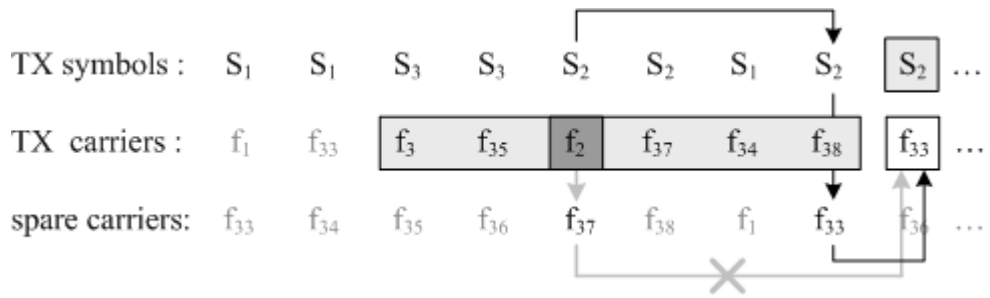 TX symbols : S₁ S₁ S₃ S₃ S₂ S₂ S₁ S₂ S₂ ...
TX carriers : f₁ f₃₃ f₃ f₃₅ f₂ f₃₇ f₃₄ f₃₈ f₃₃ ...
spare carriers: f₃₃ f₃₄ f₃₅ f₃₆ f₃₇ f₃₈ f₁ f₃₃ f₃₆ ...